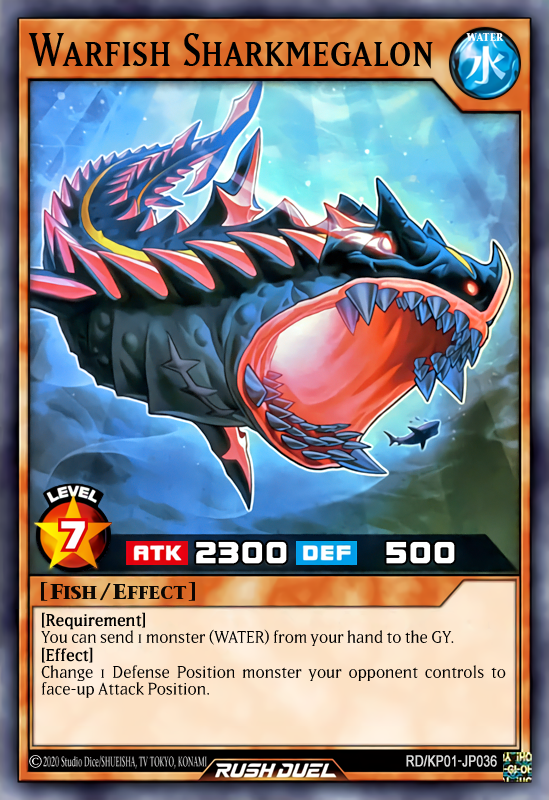 WARFISH SHARKMEGALON
WATER
水
LEVEL
7
ATK 2300 DEF 500
[FISH/EFFECT]
[Requirement]
You can send 1 monster (WATER) from your hand to the GY.
[Effect]
Change 1 Defense Position monster your opponent controls to
face-up Attack Position.
©2020 Studio Dice/SHUEISHA, TV TOKYO, KONAMI
RUSH DUEL
RD/KP01-JP036